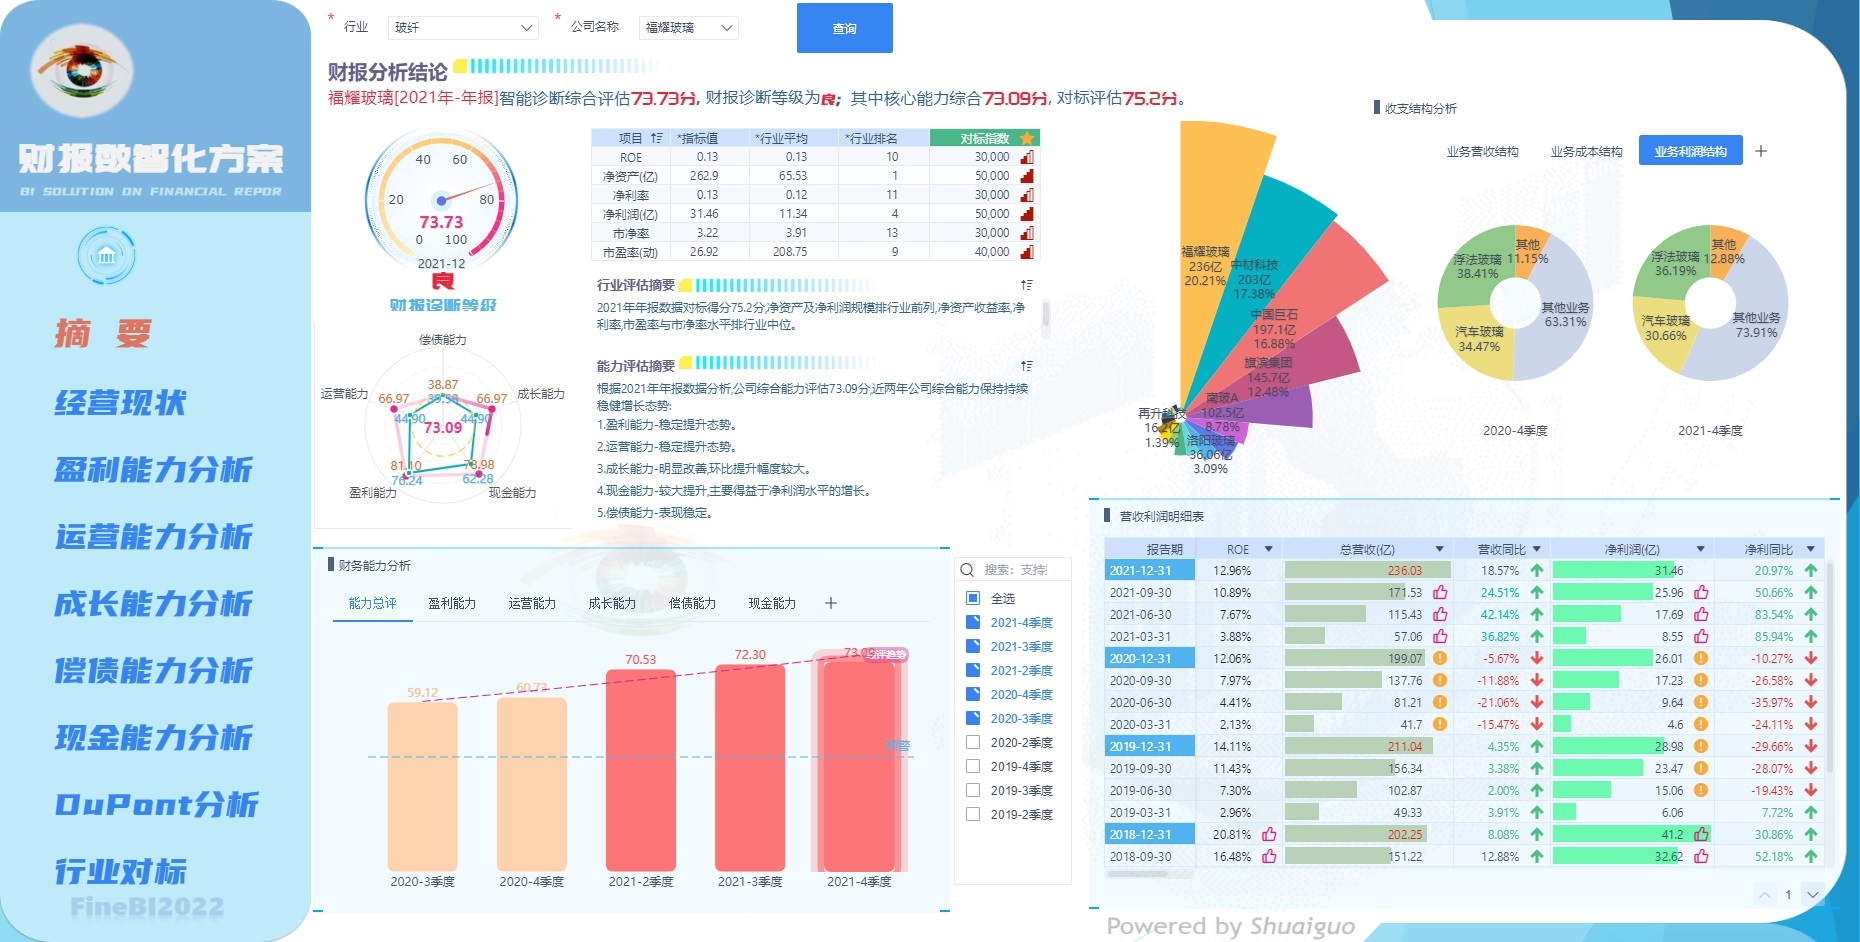 财报数智化方案
BI SOLUTION ON FINANCIAL REPOR
摘 要
经营现状
盈利能力分析
运营能力分析
成长能力分析
偿债能力分析
现金能力分析
DuPont分析
行业对标
FineBI2022
* 行业 玻纤 * 公司名称 福耀玻璃 查询
财报分析结论
福耀玻璃[2021年-年报]智能诊断综合评估73.73分, 财报诊断等级为良; 其中核心能力综合73.09分, 对标评估75.2分。
40 60
20 80
73.73
0 100
2021-12
良
财报诊断等级
项目 *指标值 *行业平均 *行业排名 对标指数
ROE 0.13 0.13 10 30,000
净资产(亿) 262.9 65.53 1 50,000
净利率 0.13 0.12 11 30,000
净利润(亿) 31.46 11.34 4 50,000
市净率 3.22 3.91 13 30,000
市盈率(动) 26.92 208.75 9 40,000
行业评估摘要
2021年年报数据对标得分75.2分,净资产及净利润规模排行业前列,净资产收益率,净
利率,市盈率与市净率水平排行业中位。
能力评估摘要
根据2021年年报数据分析,公司综合能力评估73.09分,近两年公司综合能力保持持续
稳健增长态势:
1.盈利能力-稳定提升态势。
2.运营能力-稳定提升态势。
3.成长能力-明显改善,环比提升幅度较大。
4.现金能力-较大提升,主要得益于净利润水平的增长。
5.偿债能力-表现稳定。
偿债能力
38.87
运营能力 66.97 66.97 成长能力
44.90 44.90
73.09
81.10 78.98
76.24 62.28
盈利能力 现金能力
财务能力分析
能力总评 盈利能力 运营能力 成长能力 偿债能力 现金能力 +
59.12
60.73
70.53
72.30
总评趋势
预警
2020-3季度 2020-4季度 2021-2季度 2021-3季度 2021-4季度
搜索: 支持
全选
2021-4季度
2021-3季度
2021-2季度
2020-4季度
2020-3季度
2020-2季度
2019-4季度
2019-3季度
2019-2季度
福耀玻璃
236亿
20.21%
中材科技
203亿
17.38%
中国巨石
197.1亿
16.88%
旗滨集团
145.7亿
12.48%
南玻A
102.5亿
8.78%
再升科技
16.2亿
1.39%
洛阳玻璃
36.06亿
3.09%
收支结构分析
业务营收结构 业务成本结构 业务利润结构 +
其他
11.15%
浮法玻璃
38.41%
其他业务
63.31%
汽车玻璃
34.47%
2020-4季度
其他
12.88%
浮法玻璃
36.19%
其他业务
73.91%
汽车玻璃
30.66%
2021-4季度
营收利润明细表
报告期 ROE 总营收(亿) 营收同比 净利润(亿) 净利同比
2021-12-31 12.96% 236.03 18.57% 31.46 20.97%
2021-09-30 10.89% 171.53 24.51% 25.96 50.66%
2021-06-30 7.67% 115.43 42.14% 17.69 83.54%
2021-03-31 3.88% 57.06 36.82% 8.55 85.94%
2020-12-31 12.06% 199.07 -5.67% 26.01 -10.27%
2020-09-30 7.97% 137.76 -11.88% 17.23 -26.58%
2020-06-30 4.41% 81.21 -21.06% 9.64 -35.97%
2020-03-31 2.13% 41.7 -15.47% 4.6 -24.11%
2019-12-31 14.11% 211.04 4.35% 28.98 -29.66%
2019-09-30 11.43% 156.34 3.38% 23.47 -28.07%
2019-06-30 7.30% 102.87 2.00% 15.06 -19.43%
2019-03-31 2.96% 49.33 3.91% 6.06 7.72%
2018-12-31 20.81% 202.25 8.08% 41.2 30.86%
2018-09-30 16.48% 151.22 12.88% 32.62 52.18%
1
Powered by Shuaiguo